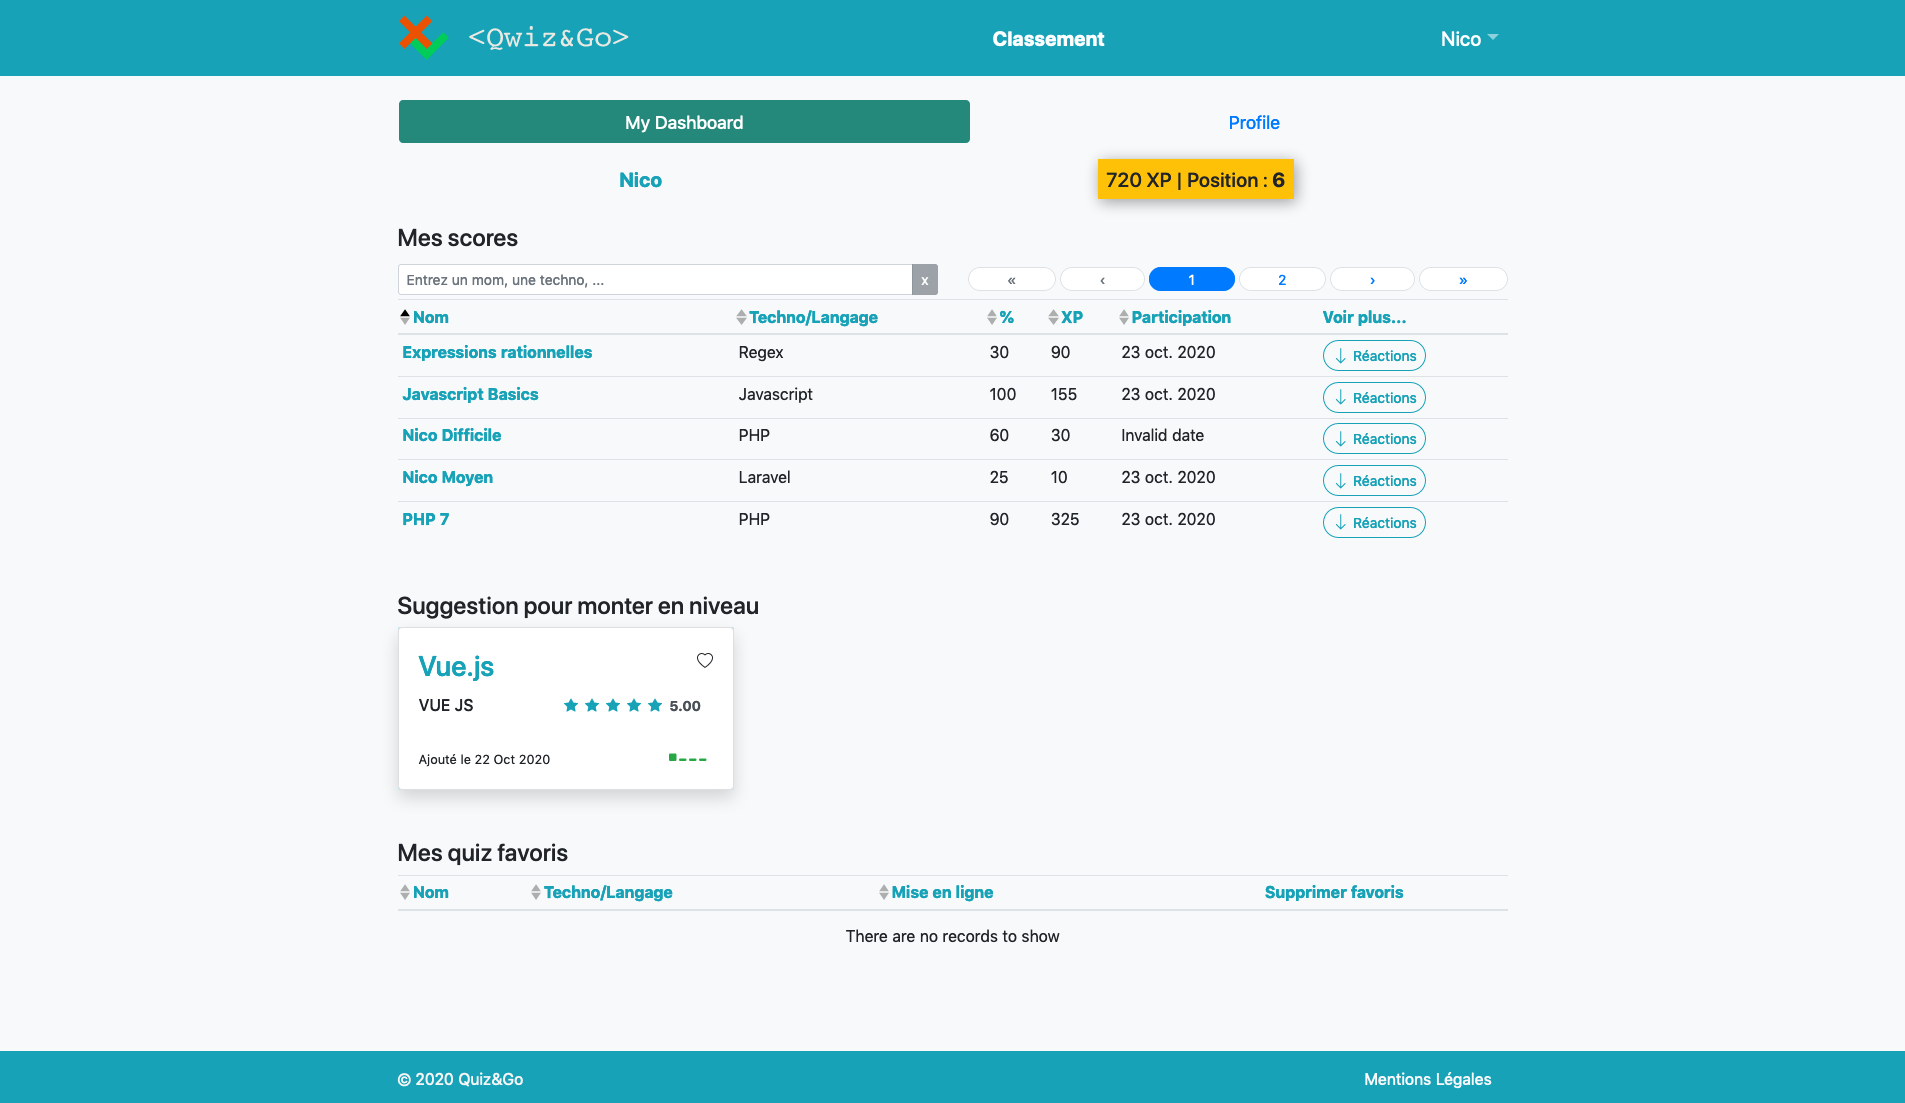 <Qwiz&Go> Classement Nico
My Dashboard Profile
Nico 720 XP | Position : 6
Mes scores
Entrez un mom, une techno, ... x « ‹ 1 2 › »
Nom Techno/Langage % XP Participation Voir plus...
Expressions rationnelles Regex 30 90 23 oct. 2020 Réactions
Javascript Basics Javascript 100 155 23 oct. 2020 Réactions
Nico Difficile PHP 60 30 Invalid date Réactions
Nico Moyen Laravel 25 10 23 oct. 2020 Réactions
PHP 7 PHP 90 325 23 oct. 2020 Réactions
Suggestion pour monter en niveau
Vue.js
VUE JS 5.00
Ajouté le 22 Oct 2020
Mes quiz favoris
Nom Techno/Langage Mise en ligne Supprimer favoris
There are no records to show
© 2020 Quiz&Go Mentions Légales